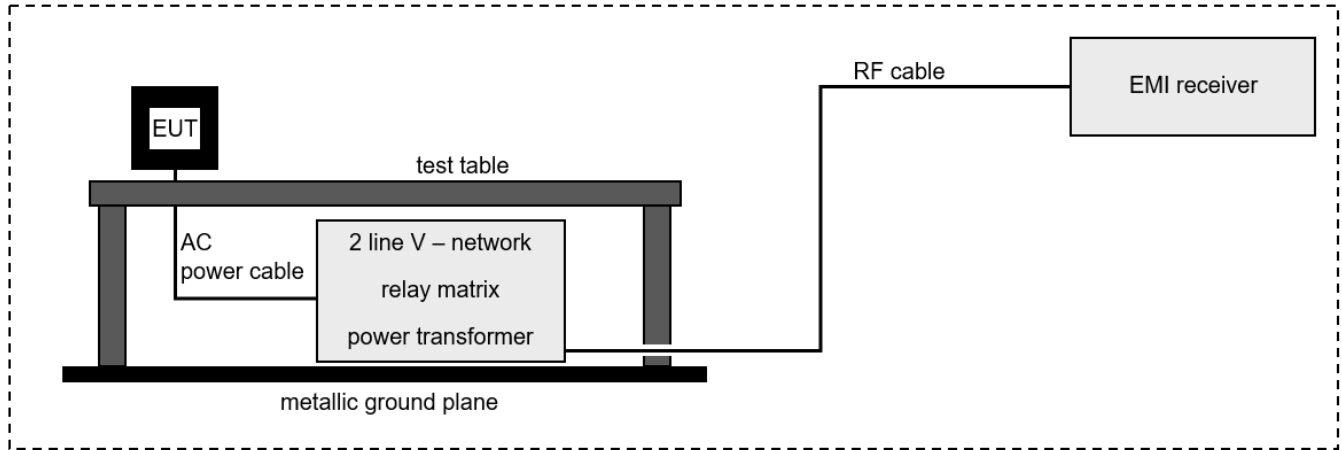 RF cable
EMI receiver
EUT
test table
AC
power cable
2 line V – network
relay matrix
power transformer
metallic ground plane